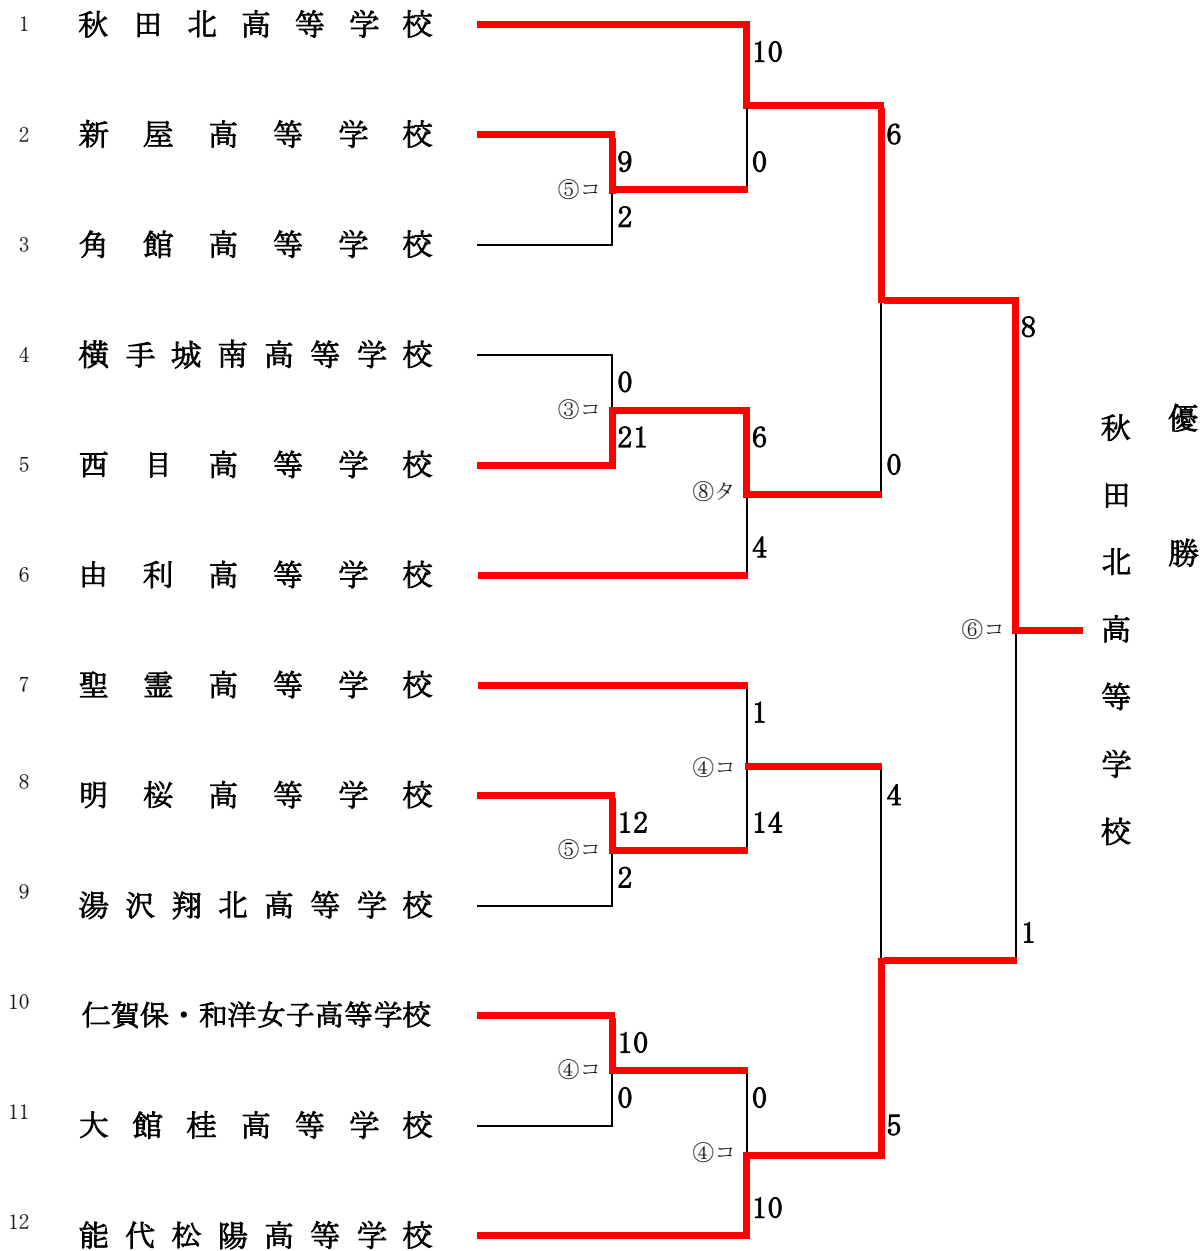 1 秋田北高等学校
10
2 新屋高等学校
6
9
0
⑤コ
2
3 角館高等学校
8
4 横手城南高等学校
0
③コ
21
6
5 西目高等学校
0
⑧タ
4
6 由利高等学校
⑥コ
7 聖霊高等学校
1
④コ
8 明桜高等学校
4
12
14
⑤コ
2
9 湯沢翔北高等学校
1
10 仁賀保・和洋女子高等学校
10
④コ
0
0
11 大館桂高等学校
5
④コ
10
12 能代松陽高等学校
優勝
秋田北高等学校